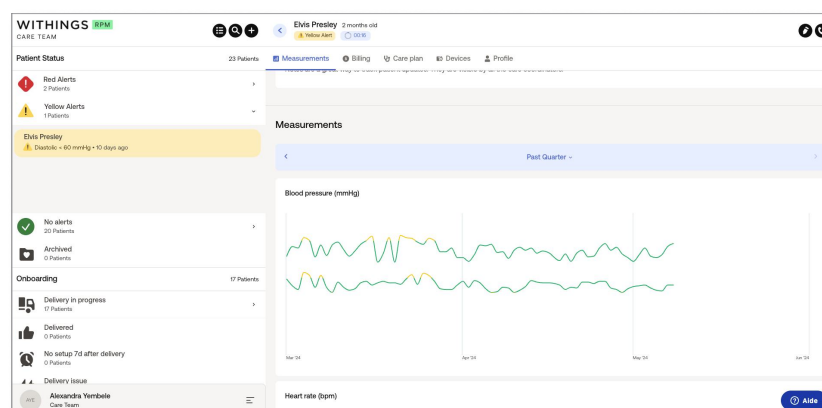 WITHINGS RPM
CARE TEAM
Patient Status 23 Patients
Red Alerts
2 Patients
Yellow Alerts
1 Patients
Elvis Presley
Diastolic < 60 mmHg • 10 days ago
No alerts
20 Patients
Archived
0 Patients
Onboarding 17 Patients
Delivery in progress
17 Patients
Delivered
0 Patients
No setup 7d after delivery
0 Patients
Delivery issue
AYE
Alexandra Yembele
Care Team
Elvis Presley 2 months old
Yellow Alert 00:16
Measurements Billing Care plan Devices Profile
Measurements
Past Quarter
Blood pressure (mmHg)
Mar '24 Apr '24 May '24 Jun '24
Heart rate (bpm)
Aide